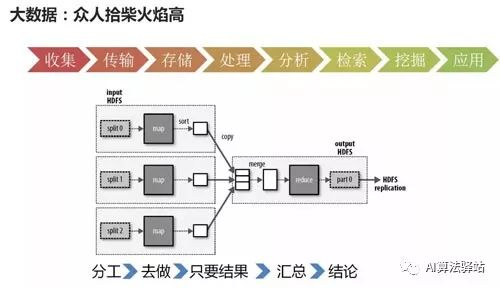 大数据：众人拾柴火焰高
收集 传输 存储 处理 分析 检索 挖掘 应用
input
HDFS
split 0 map sort
copy
split 1 map
split 2 map
merge
output
HDFS
reduce part 0 HDFS
replication
分工 去做 只要结果 汇总 结论
AI算法驿站